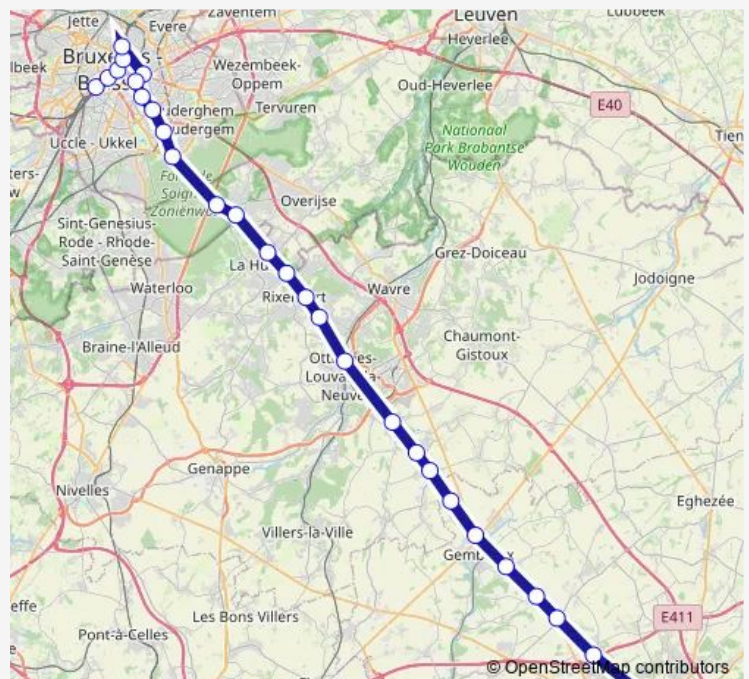 Jette
Evere
Zaventem
Leuven
Lubbeek
Heverlee
Wezembeek-
Oppem
Oud-Heverlee
E40
Tervuren
Nationaal
Park Brabantse
Wouden
Tien
Uccle - Ukkel
Overijse
Sint-Genesius-
Rode - Rhode-
Saint-Genèse
Grez-Doiceau
Waterloo
Wavre
Jodoigne
Braine-l'Alleud
Chaumont-
Gistoux
Genappe
Nivelles
Eghezée
Villers-la-Ville
Les Bons Villers
E411
Pont-à-Celles
© OpenStreetMap contributors